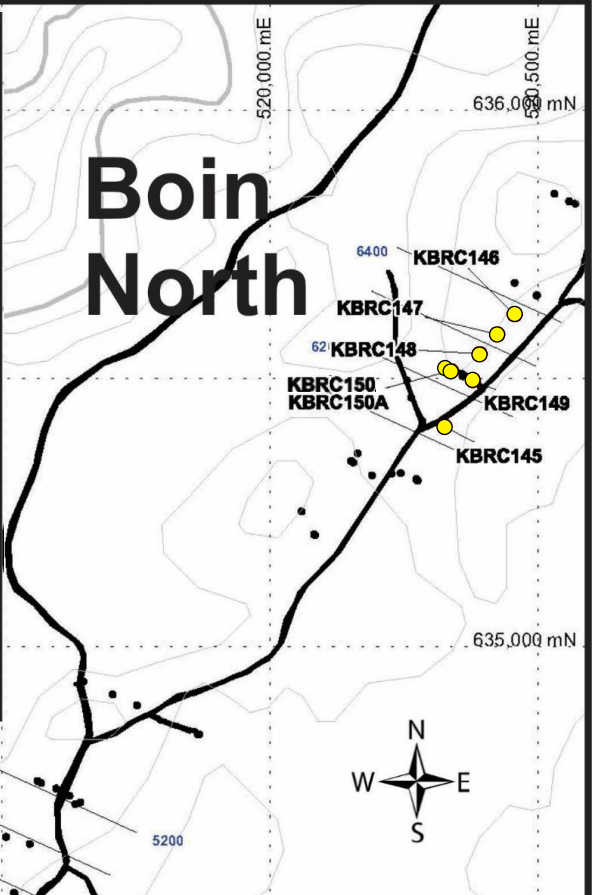 520,000 mE
520,500 mE
636,000 mN
Boin
North
6400
KBRC146
KBRC147
KBRC148
KBRC150
KBRC150A
KBRC149
KBRC145
635,000 mN
N
W E
S
5200